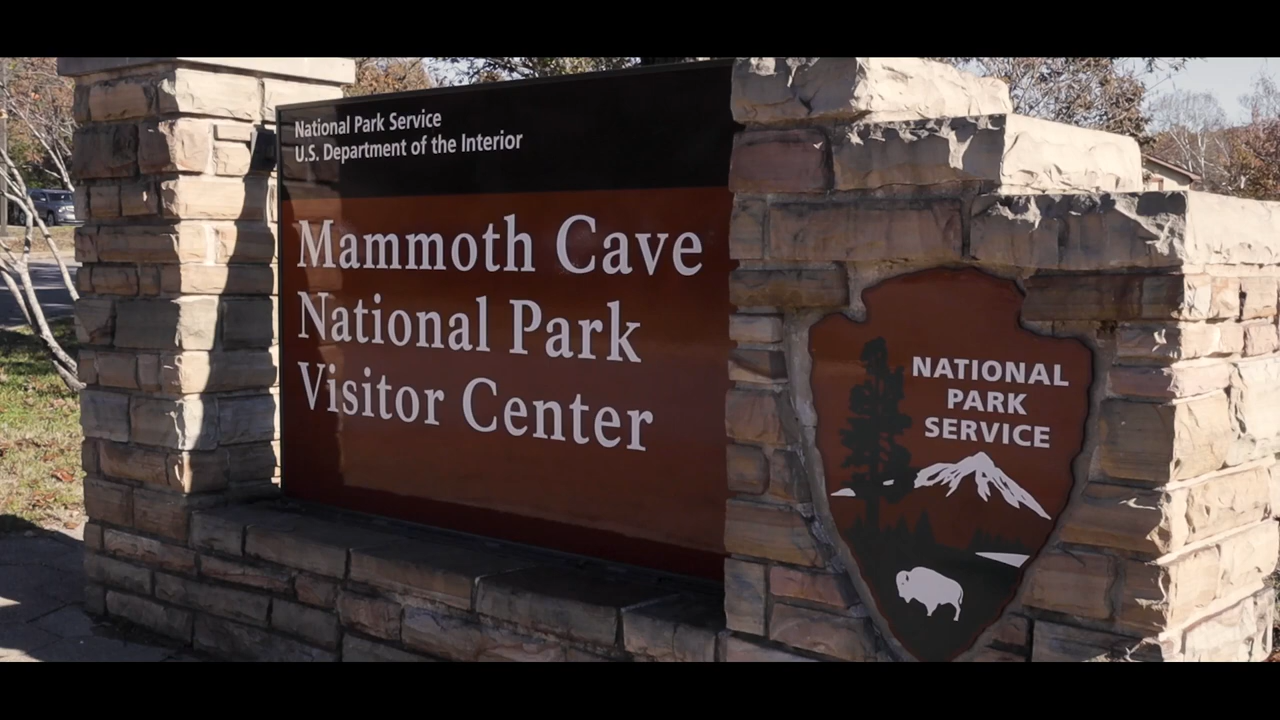 National Park Service
U.S. Department of the Interior
Mammoth Cave
National Park
Visitor Center
NATIONAL
PARK
SERVICE